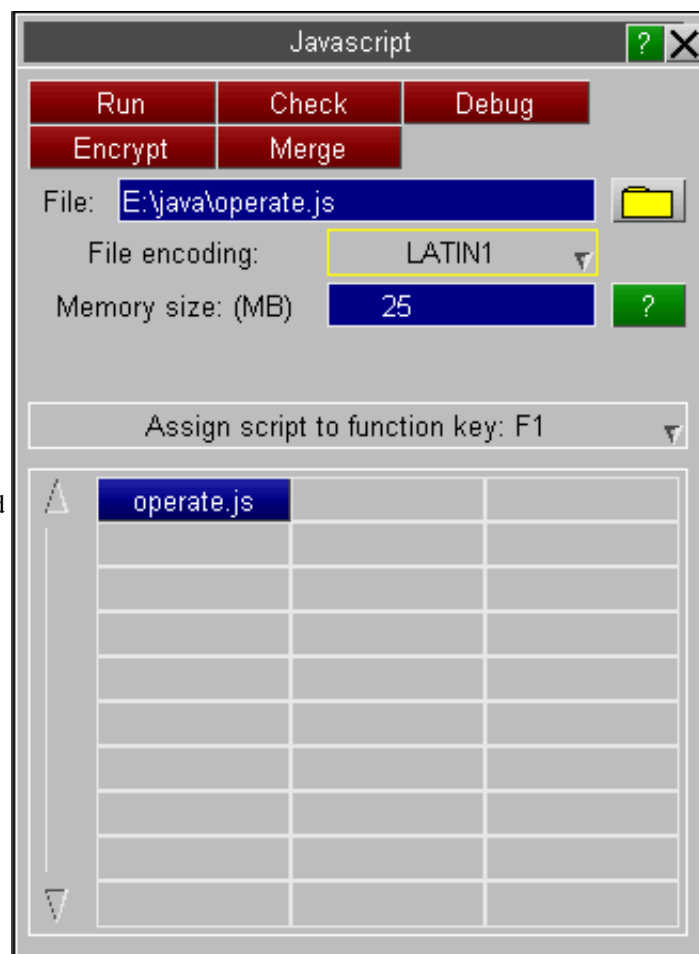 Javascript ?
Run Check Debug
Encrypt Merge
File: E:\java\operate.js
File encoding: LATIN1
Memory size: (MB) 25 ?
Assign script to function key: F1
operate.js